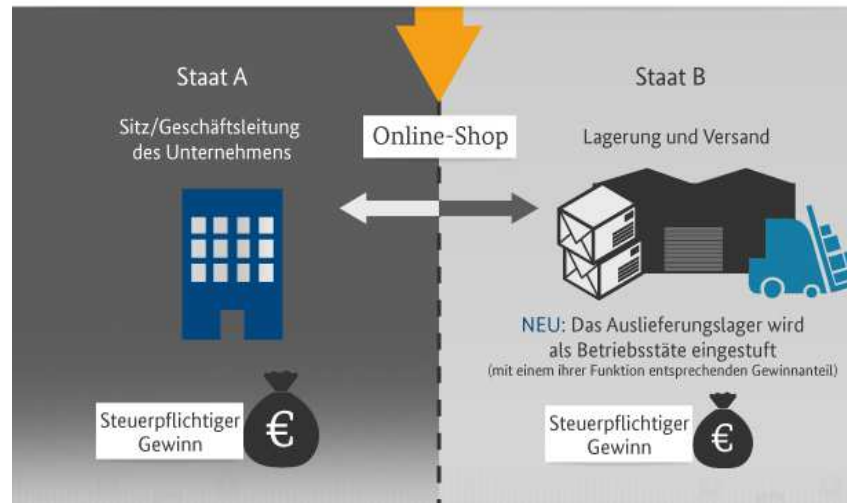 Staat A
Sitz/Geschäftsleitung
des Unternehmens
Online-Shop
Staat B
Lagerung und Versand
NEU: Das Auslieferungslager wird
als Betriebsstäte eingestuft
(mit einem ihrer Funktion entsprechenden Gewinnanteil)
Steuerpflichtiger
Gewinn
€
Steuerpflichtiger
Gewinn
€